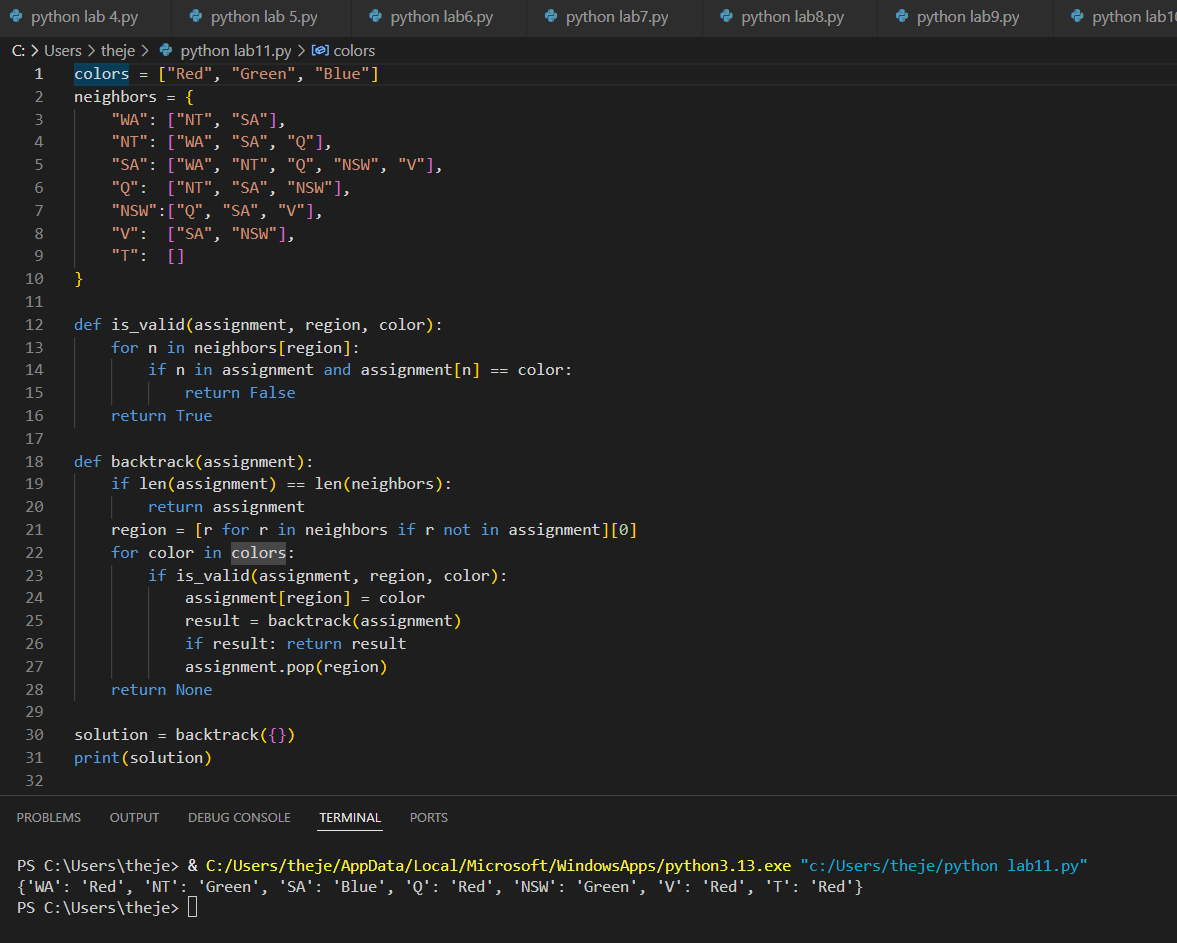 python lab 4.py python lab 5.py python lab6.py python lab7.py python lab8.py python lab9.py python lab10
C: > Users > theje > python lab11.py > colors
1 colors = ["Red", "Green", "Blue"]
2 neighbors = {
3     "WA": ["NT", "SA"],
4     "NT": ["WA", "SA", "Q"],
5     "SA": ["WA", "NT", "Q", "NSW", "V"],
6     "Q":  ["NT", "SA", "NSW"],
7     "NSW":["Q", "SA", "V"],
8     "V":  ["SA", "NSW"],
9     "T":  []
10 }
11
12 def is_valid(assignment, region, color):
13     for n in neighbors[region]:
14         if n in assignment and assignment[n] == color:
15             return False
16     return True
17
18 def backtrack(assignment):
19     if len(assignment) == len(neighbors):
20         return assignment
21     region = [r for r in neighbors if r not in assignment][0]
22     for color in colors:
23         if is_valid(assignment, region, color):
24             assignment[region] = color
25             result = backtrack(assignment)
26             if result: return result
27             assignment.pop(region)
28     return None
29
30 solution = backtrack({})
31 print(solution)
32
PROBLEMS OUTPUT DEBUG CONSOLE TERMINAL PORTS
PS C:\Users\theje> & C:/Users/theje/AppData/Local/Microsoft/WindowsApps/python3.13.exe "c:/Users/theje/python lab11.py"
{'WA': 'Red', 'NT': 'Green', 'SA': 'Blue', 'Q': 'Red', 'NSW': 'Green', 'V': 'Red', 'T': 'Red'}
PS C:\Users\theje>